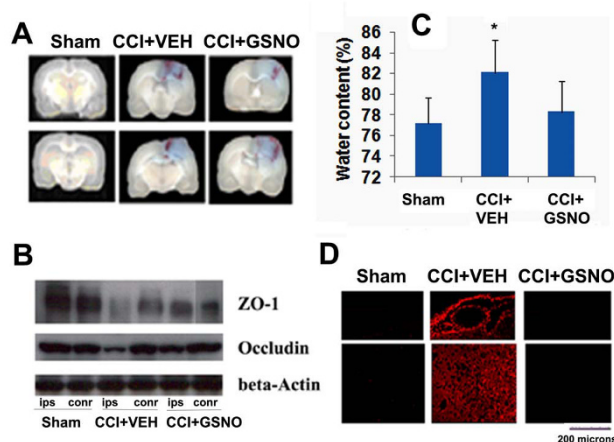 A
Sham CCI+VEH CCI+GSNO
B
ZO-1
Occludin
beta-Actin
ips conr ips conr ips conr
Sham CCI+VEH CCI+GSNO
C
Water content (%)
86
84
82
80
78
76
74
72
*
Sham CCI+ CCI+
VEH GSNO
D
Sham CCI+VEH CCI+GSNO
200 microns